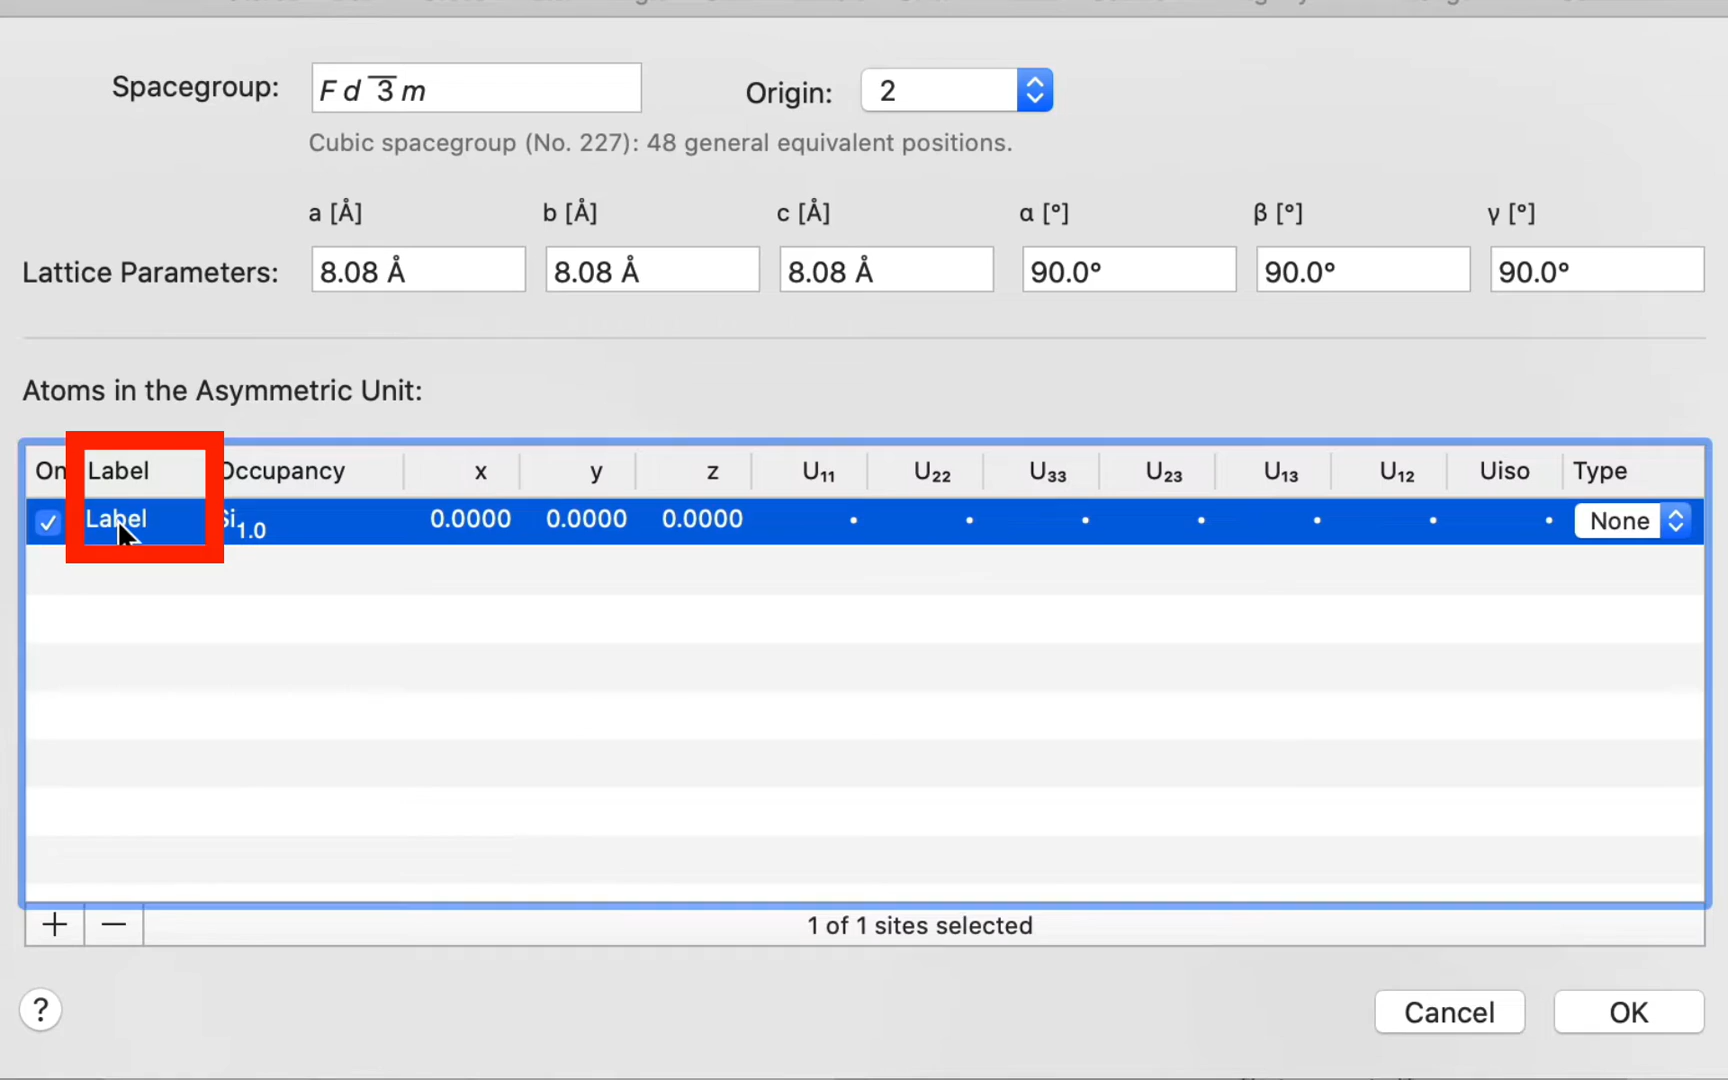 Spacegroup: F d 3̅ m Origin: 2
Cubic spacegroup (No. 227): 48 general equivalent positions.
a [Å] b [Å] c [Å] α [°] β [°] γ [°]
Lattice Parameters: 8.08 Å 8.08 Å 8.08 Å 90.0° 90.0° 90.0°
Atoms in the Asymmetric Unit:
On Label Occupancy x y z U₁₁ U₂₂ U₃₃ U₂₃ U₁₃ U₁₂ Uiso Type
Label Si1.0 0.0000 0.0000 0.0000 . . . . . . . None
+ − 1 of 1 sites selected
? Cancel OK